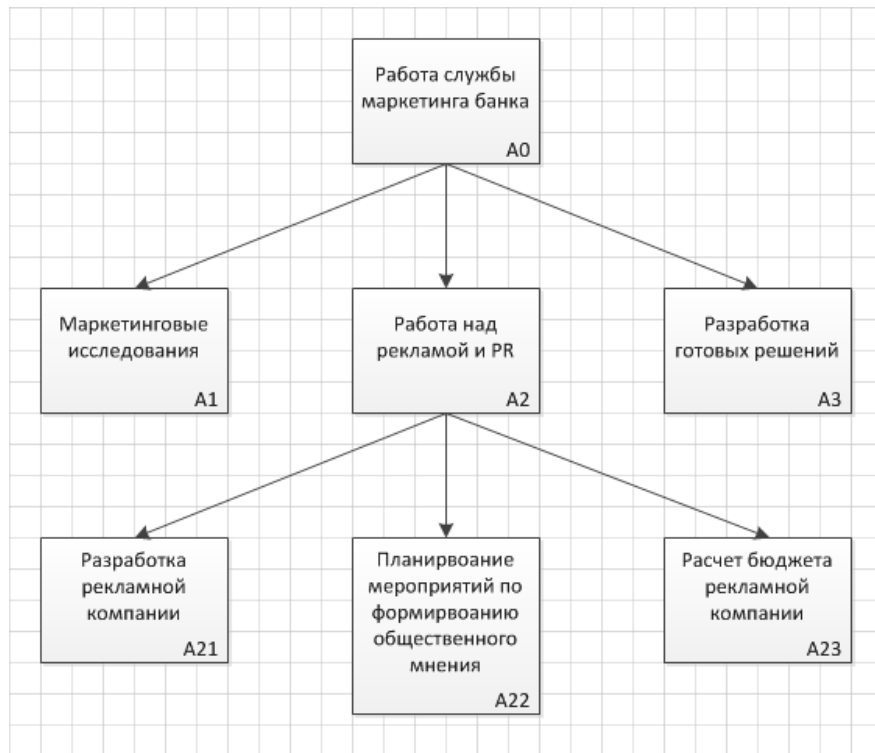 Работа службы
маркетинга банка
A0
Маркетинговые
исследования
A1
Работа над
рекламой и PR
A2
Разработка
готовых решений
A3
Разработка
рекламной
компании
A21
Планирвоание
мероприятий по
формирвоанию
общественного
мнения
A22
Расчет бюджета
рекламной
компании
A23